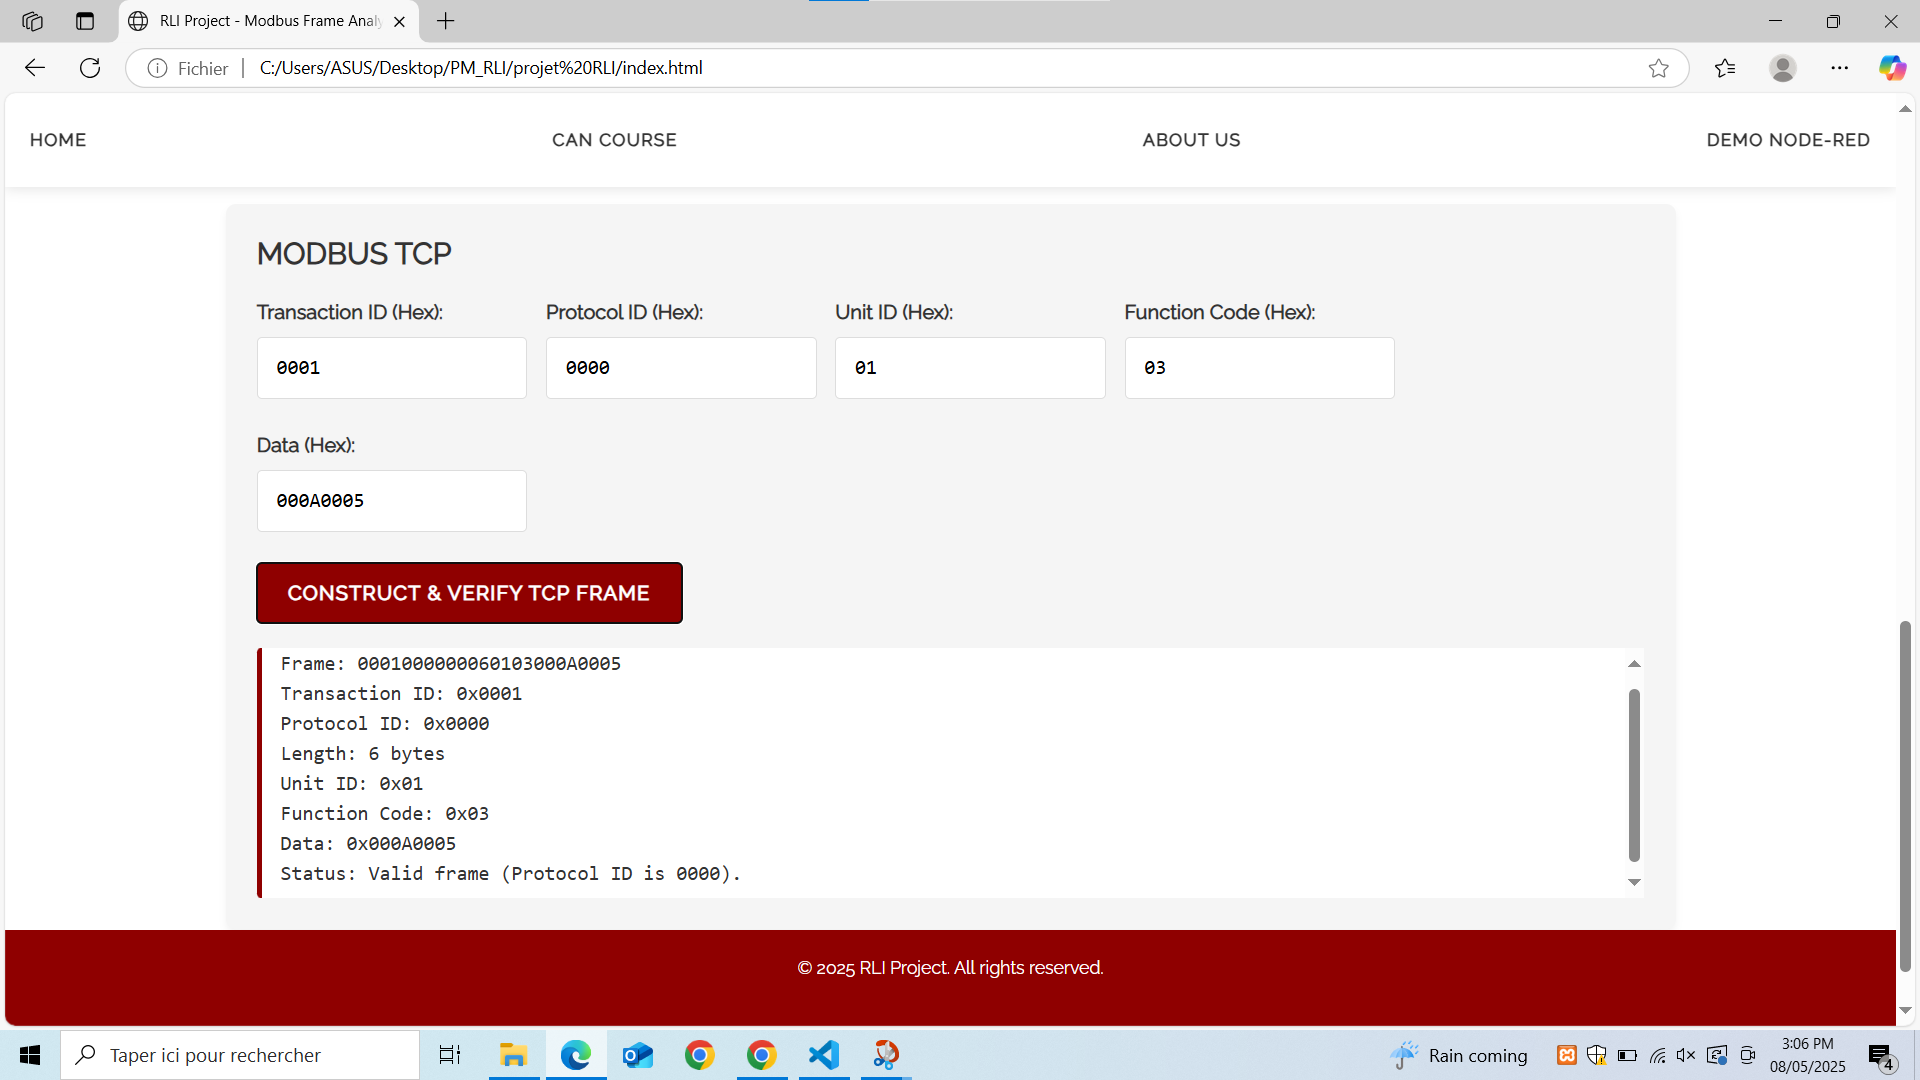 RLI Project - Modbus Frame Analy
Fichier
C:/Users/ASUS/Desktop/PM_RLI/projet%20RLI/index.html
HOME
CAN COURSE
ABOUT US
DEMO NODE-RED
MODBUS TCP
Transaction ID (Hex):
Protocol ID (Hex):
Unit ID (Hex):
Function Code (Hex):
0001
0000
01
03
Data (Hex):
000A0005
CONSTRUCT & VERIFY TCP FRAME
Frame: 0001000000060103000A0005
Transaction ID: 0x0001
Protocol ID: 0x0000
Length: 6 bytes
Unit ID: 0x01
Function Code: 0x03
Data: 0x000A0005
Status: Valid frame (Protocol ID is 0000).
© 2025 RLI Project. All rights reserved.
Taper ici pour rechercher
Rain coming
3:06 PM
08/05/2025
4